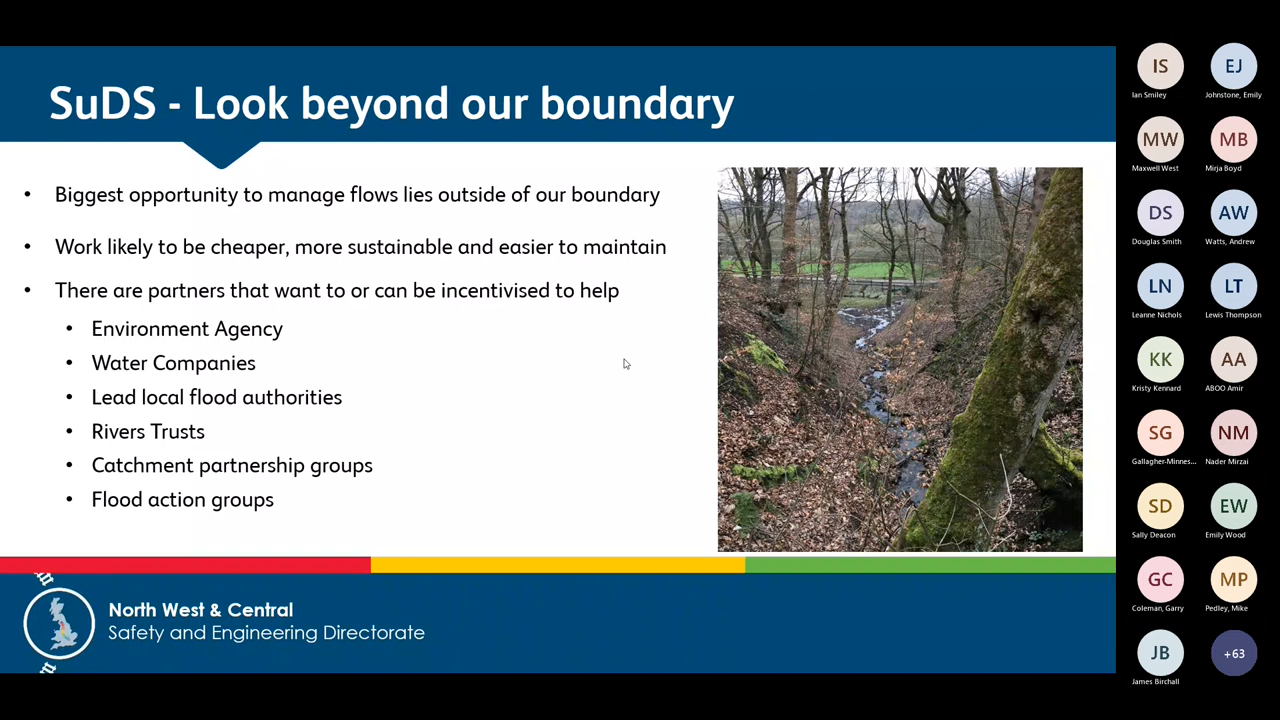 SuDS - Look beyond our boundary
• Biggest opportunity to manage flows lies outside of our boundary
• Work likely to be cheaper, more sustainable and easier to maintain
• There are partners that want to or can be incentivised to help
• Environment Agency
• Water Companies
• Lead local flood authorities
• Rivers Trusts
• Catchment partnership groups
• Flood action groups
North West & Central
Safety and Engineering Directorate
IS
Ian Smiley
EJ
Johnstone, Emily
MW
Maxwell West
MB
Mirja Boyd
DS
Douglas Smith
AW
Watts, Andrew
LN
Leanne Nichols
LT
Lewis Thompson
KK
Kristy Kennard
AA
ABOO Amir
SG
Gallagher-Minnes...
NM
Nader Mirzai
SD
Sally Deacon
EW
Emily Wood
GC
Coleman, Garry
MP
Pedley, Mike
JB
James Birchall
+63